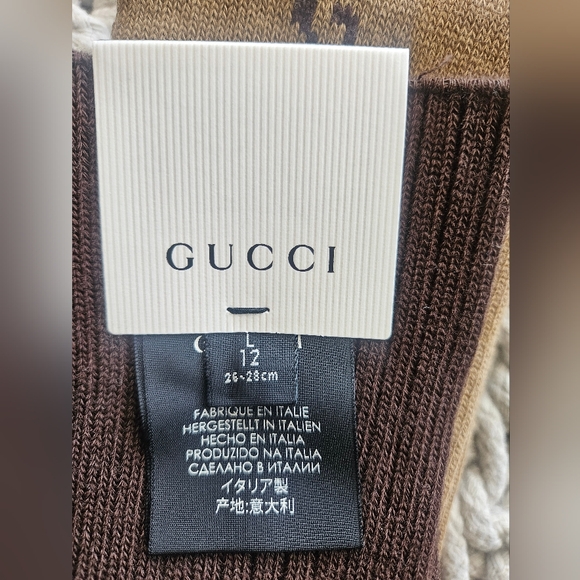 GUCCI
L
12
26-28cm
FABRIQUE EN ITALIE
HERGESTELLT IN ITALIEN
HECHO EN ITALIA
PRODUZIDO NA ITALIA
СДЕЛАНО В ИТАЛИИ
イタリア製
产地:意大利